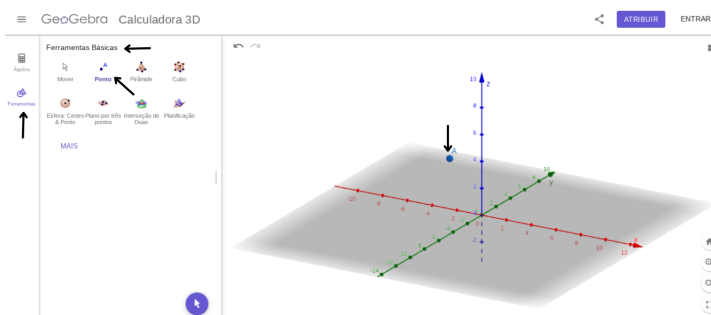 GeoGebra Calculadora 3D
ATRIBUIR
ENTRAR
Álgebra
Ferramentas
Ferramentas Básicas
Mover
Ponto
Pirâmide
Cubo
Esfera: Centro & Ponto
Plano por três pontos
Interseção de Duas
Planificação
MAIS
A
z
10
8
6
4
2
-2
y
10
-14
x
-10
-8
-6
-4
-2
0
2
4
6
8
10
12